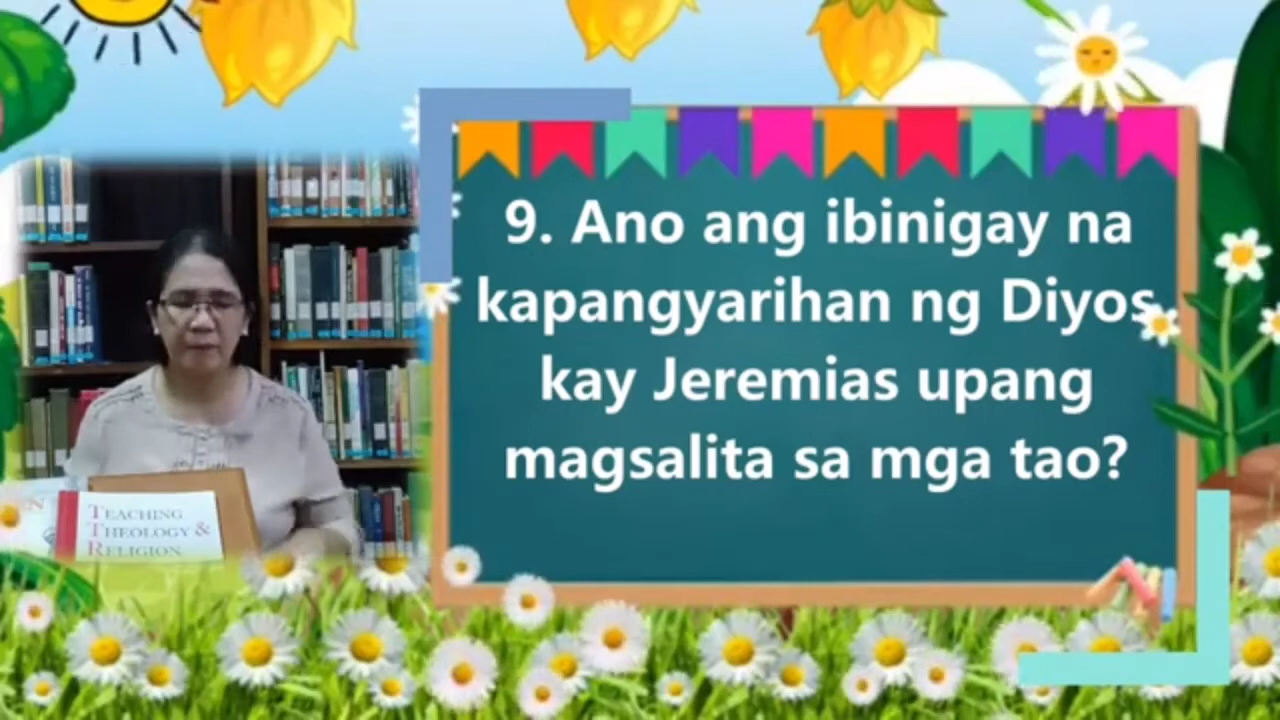 9. Ano ang ibinigay na
kapangyarihan ng Diyos
kay Jeremias upang
magsalita sa mga tao?
TEACHING
THEOLOGY &
RELIGION